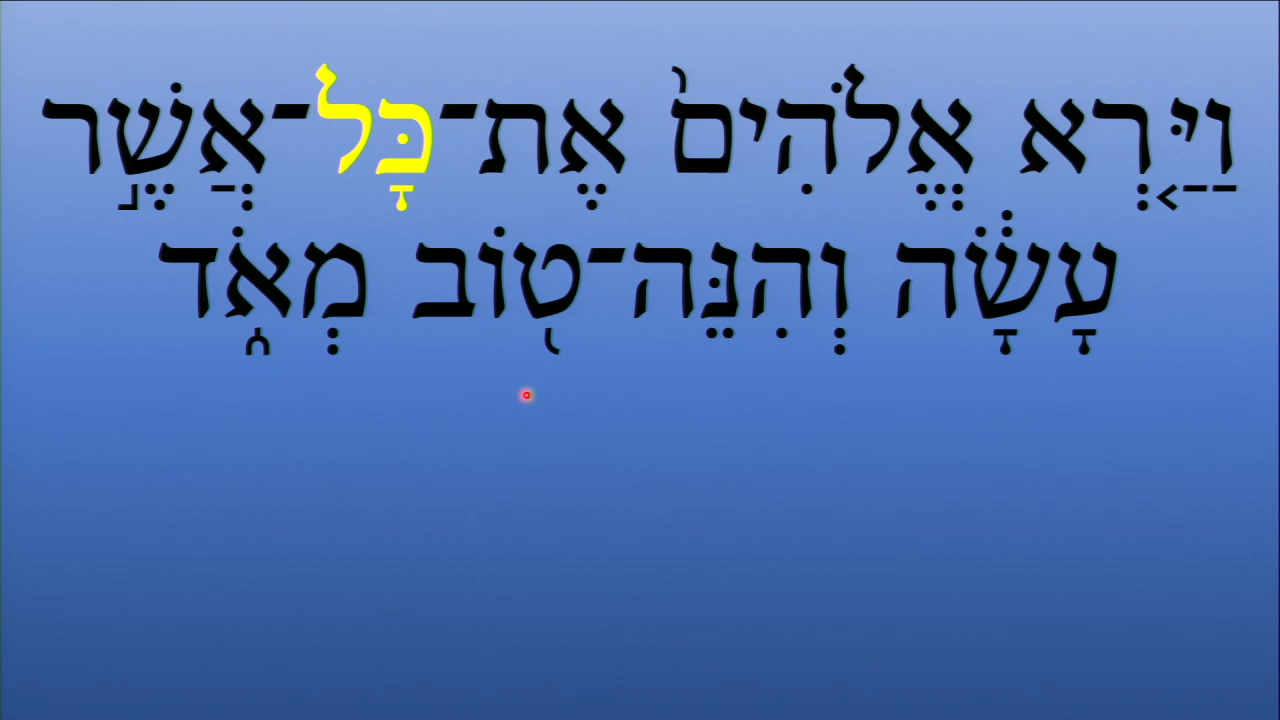 וַיַּ֤רְא אֱלֹהִים֙ אֶת־כָּל־אֲשֶׁ֣ר
עָשָׂ֔ה וְהִנֵּה־ט֖וֹב מְאֹ֑ד